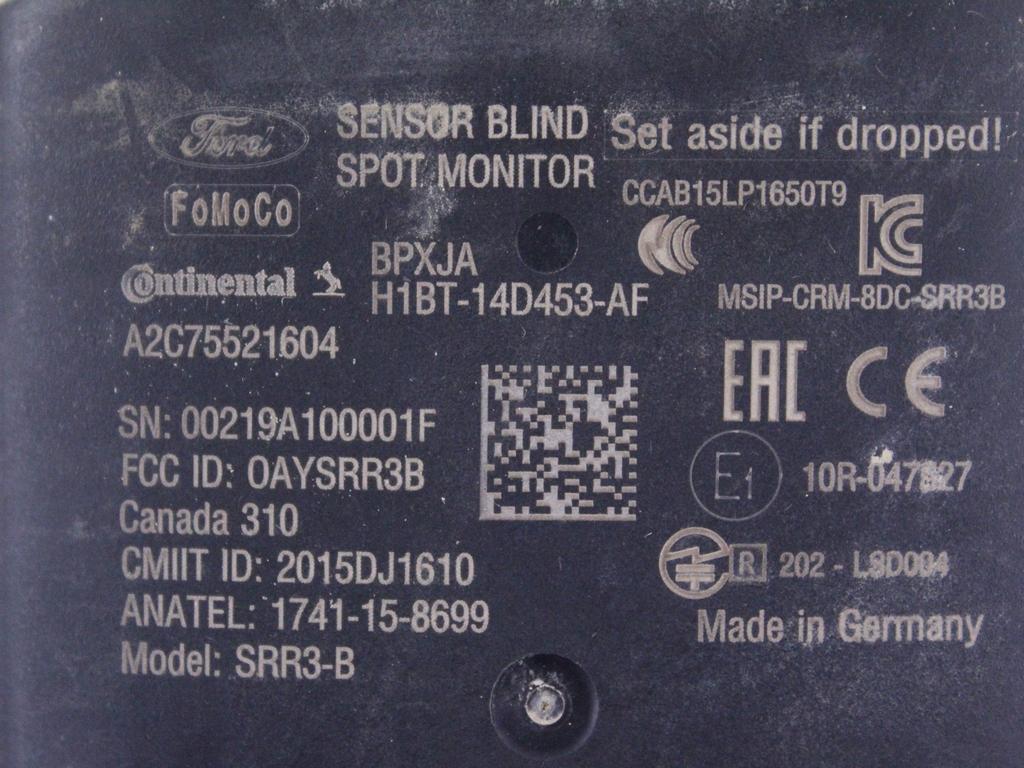 Ford
SENSOR BLIND
SPOT MONITOR
Set aside if dropped!
FoMoCo
CCAB15LP1650T9
Continental
BPXJA
H1BT-14D453-AF
MSIP-CRM-8DC-SRR3B
A2C75521604
EAC CE
SN: 00219A100001F
FCC ID: OAYSRR3B
E1
Canada 310
CMIIT ID: 2015DJ1610
R 202 -
ANATEL: 1741-15-8699
Made in Germany
Model: SRR3-B